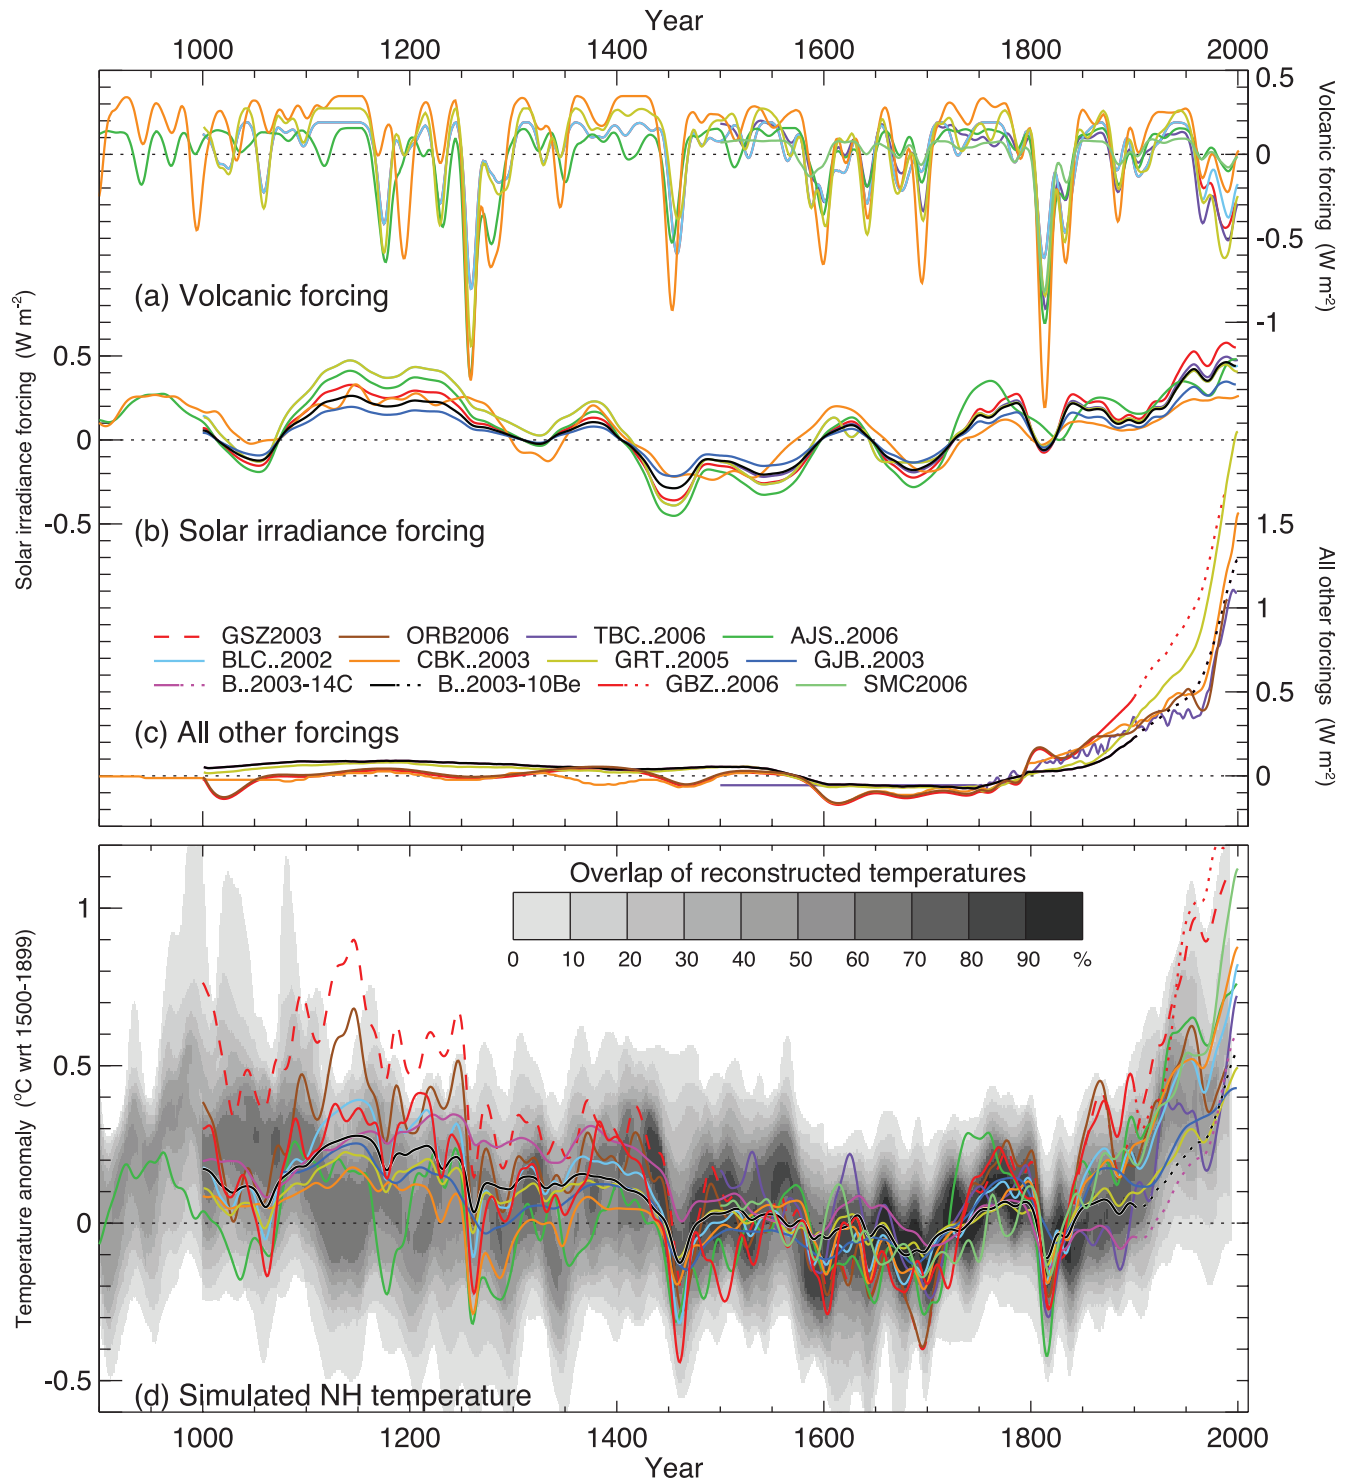 Year
1000 1200 1400 1600 1800 2000
0.5
0
-0.5
-1
Volcanic forcing (W m-2)
(a) Volcanic forcing
0.5
0
-0.5
Solar irradiance forcing (W m-2)
(b) Solar irradiance forcing
1.5
1
0.5
0
All other forcings (W m-2)
GSZ2003 ORB2006 TBC..2006 AJS..2006
BLC..2002 CBK..2003 GRT..2005 GJB..2003
B..2003-14C B..2003-10Be GBZ..2006 SMC2006
(c) All other forcings
Overlap of reconstructed temperatures
0 10 20 30 40 50 60 70 80 90 %
1
0.5
0
-0.5
Temperature anomaly (°C wrt 1500-1899)
(d) Simulated NH temperature
1000 1200 1400 1600 1800 2000
Year